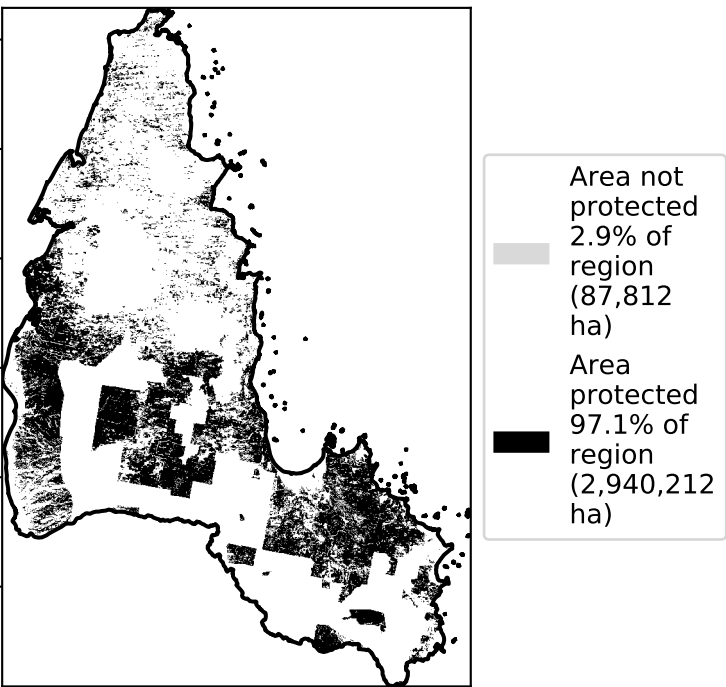 Area not
protected
2.9% of
region
(87,812
ha)
Area
protected
97.1% of
region
(2,940,212
ha)